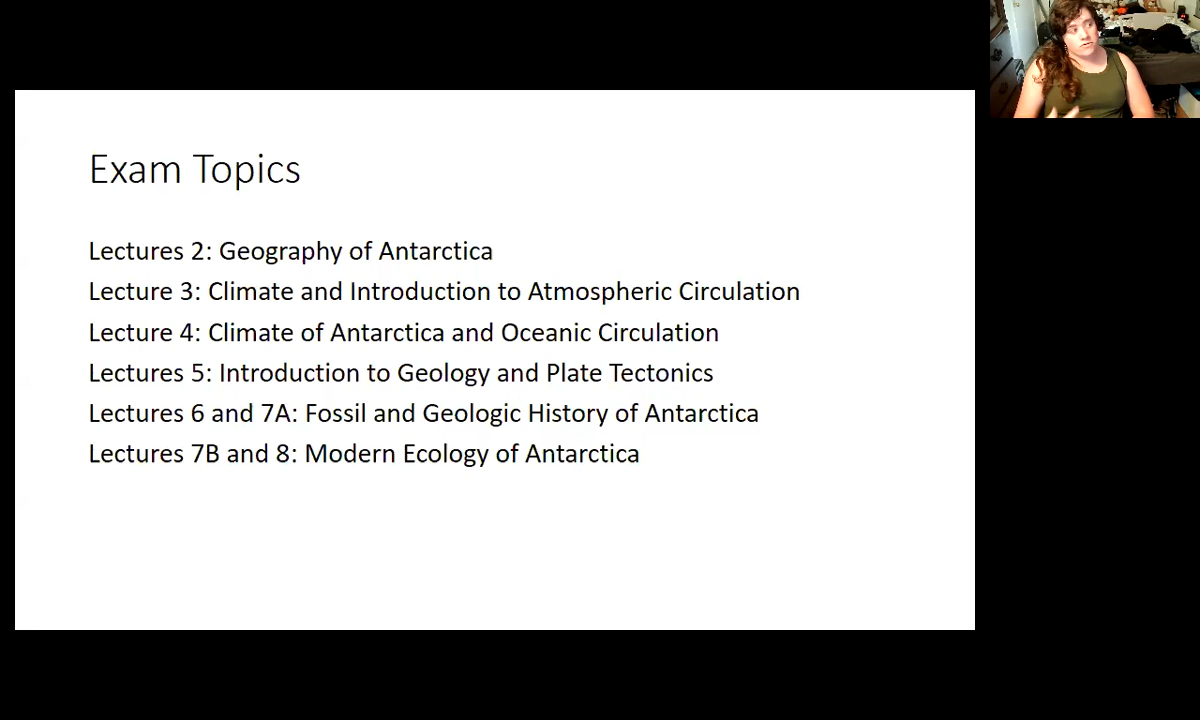 Exam Topics
Lectures 2: Geography of Antarctica
Lecture 3: Climate and Introduction to Atmospheric Circulation
Lecture 4: Climate of Antarctica and Oceanic Circulation
Lectures 5: Introduction to Geology and Plate Tectonics
Lectures 6 and 7A: Fossil and Geologic History of Antarctica
Lectures 7B and 8: Modern Ecology of Antarctica